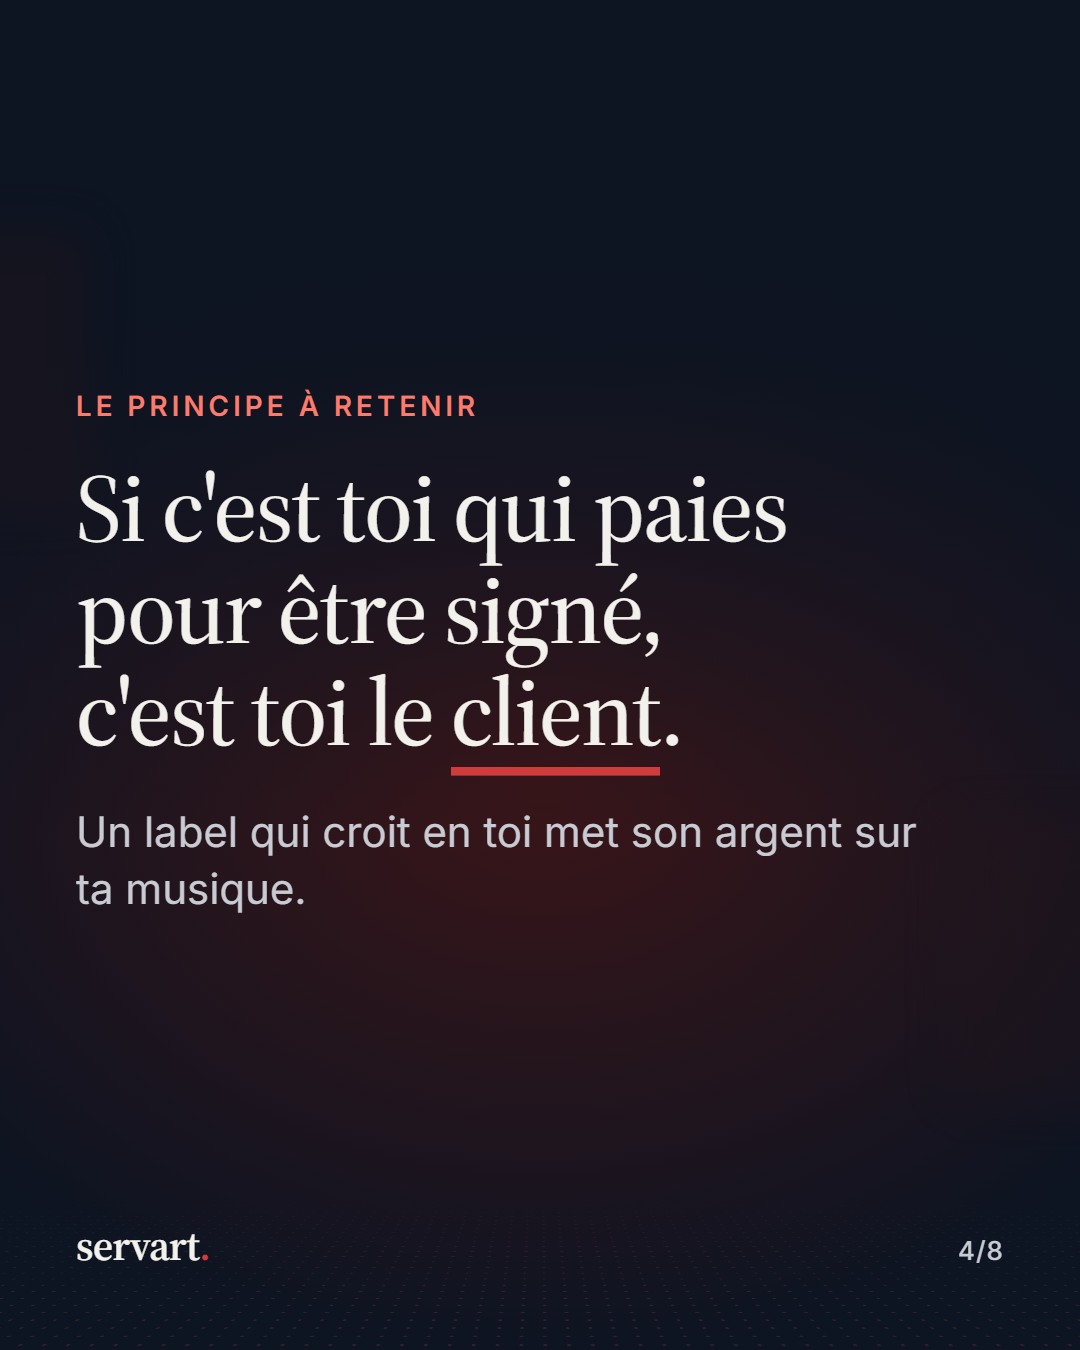 LE PRINCIPE À RETENIR
Si c'est toi qui paies
pour être signé,
c'est toi le client.
Un label qui croit en toi met son argent sur
ta musique.
servart.
4/8